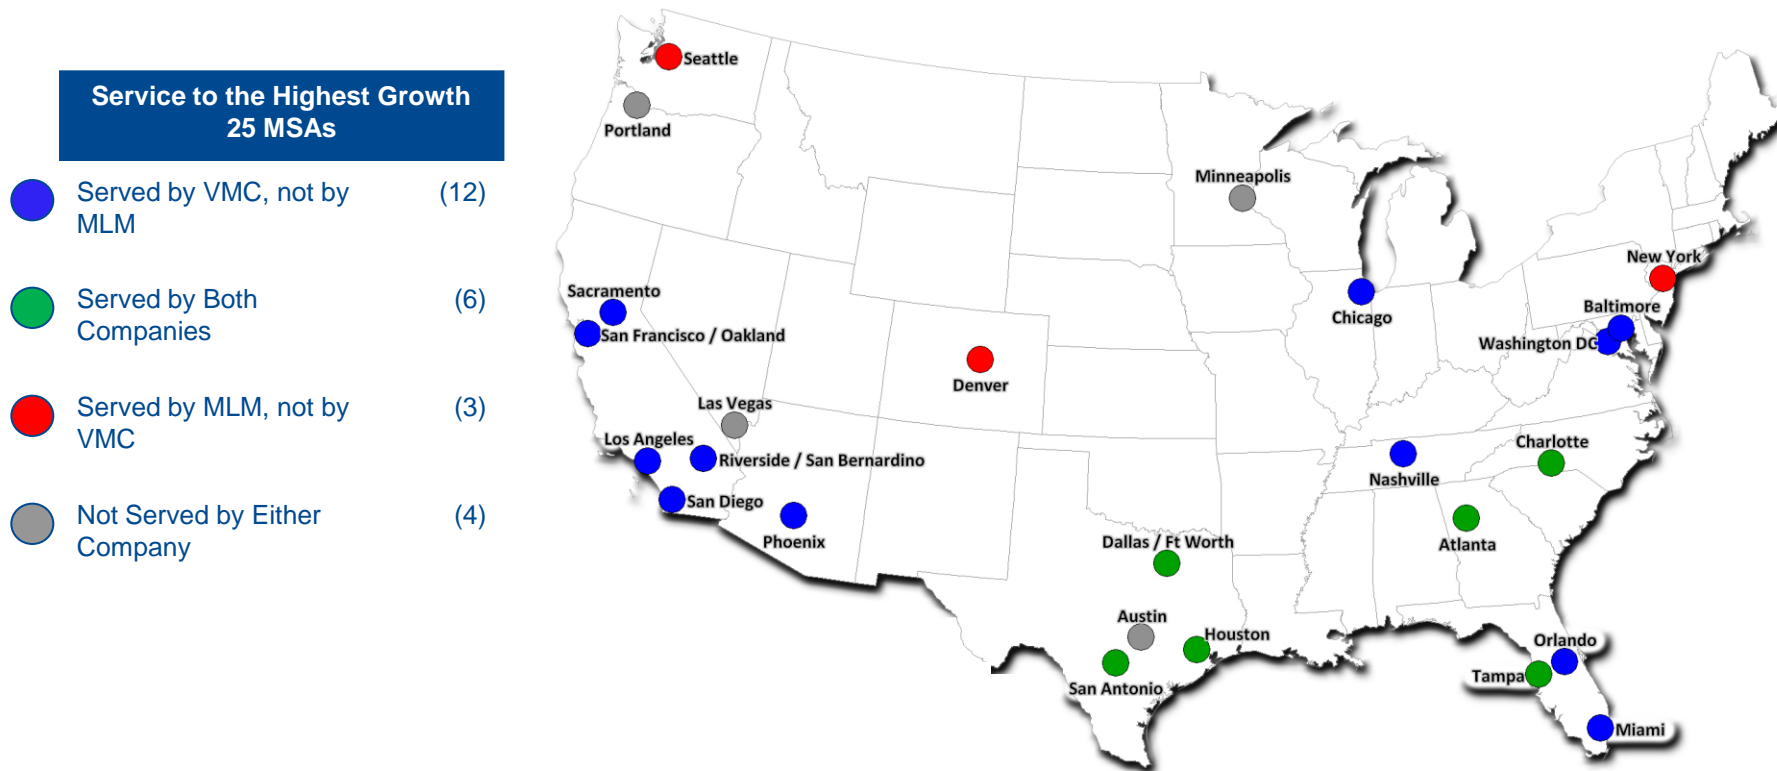 Service to the Highest Growth
25 MSAs
Served by VMC, not by (12)
MLM
Served by Both (6)
Companies
Served by MLM, not by (3)
VMC
Not Served by Either (4)
Company
Seattle
Portland
Minneapolis
New York
Sacramento
Baltimore
San Francisco / Oakland
Chicago
Washington DC
Denver
Las Vegas
Los Angeles
Riverside / San Bernardino
Charlotte
Nashville
San Diego
Phoenix
Dallas / Ft Worth
Atlanta
Austin
Houston
Orlando
San Antonio
Tampa
Miami